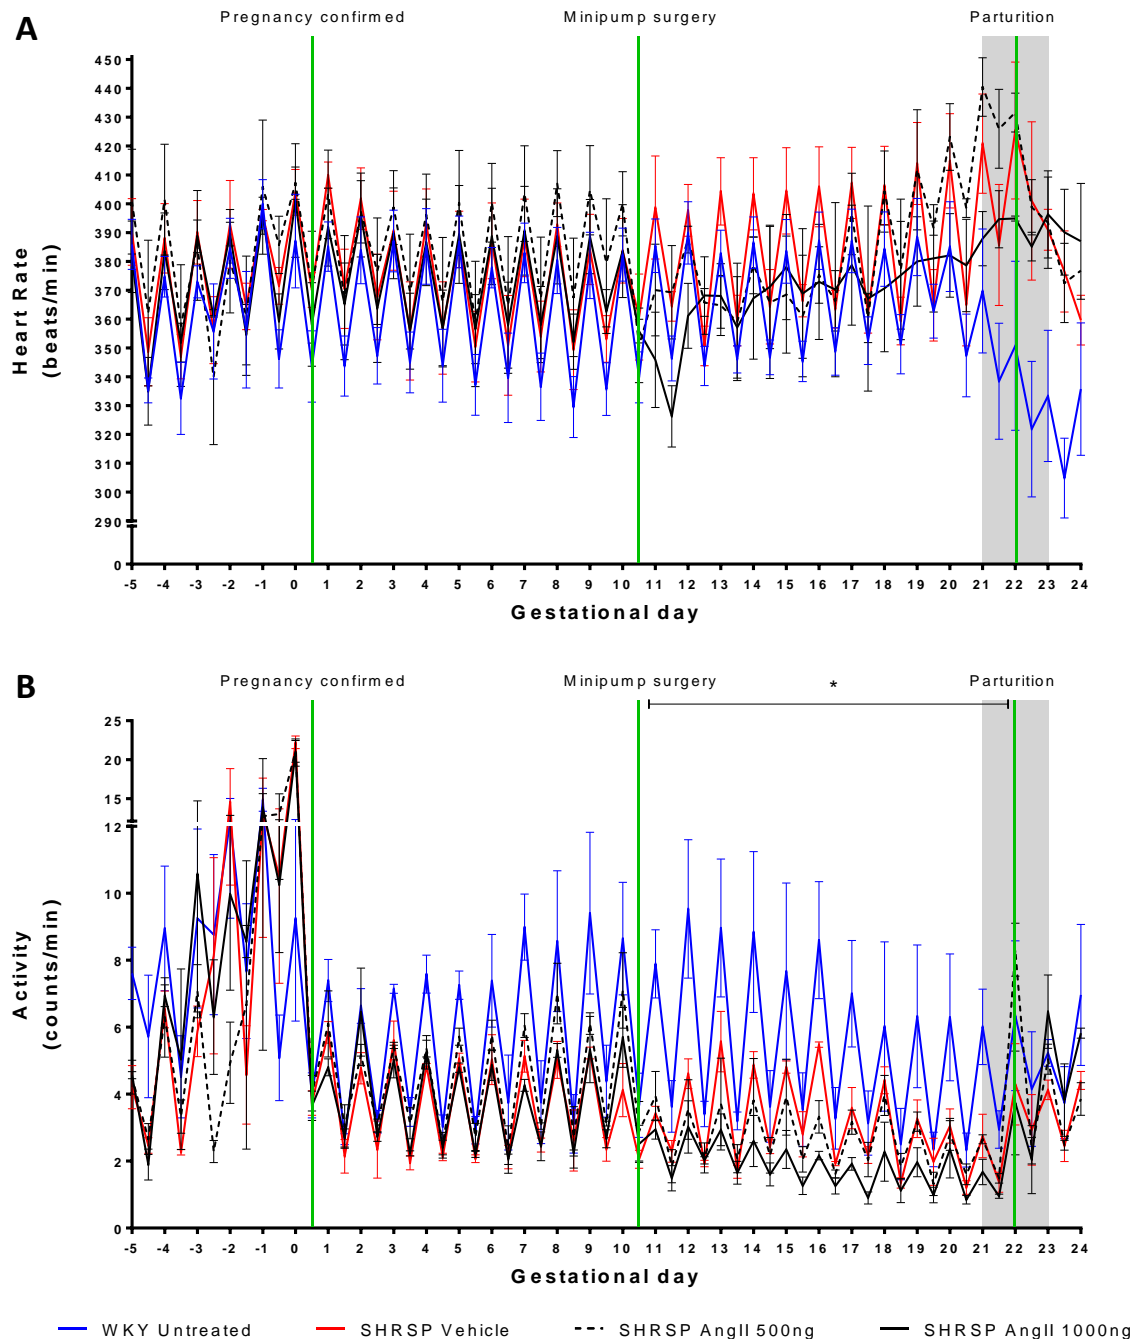 A
Pregnancy confirmed Minipump surgery Parturition
450
440
430
420
410
400
390
380
370
360
350
340
330
320
310
300
290
0
Heart Rate
(beats/min)
-5 -4 -3 -2 -1 0 1 2 3 4 5 6 7 8 9 10 11 12 13 14 15 16 17 18 19 20 21 22 23 24
Gestational day
B
Pregnancy confirmed Minipump surgery * Parturition
25
20
15
12
10
8
6
4
2
0
Activity
(counts/min)
-5 -4 -3 -2 -1 0 1 2 3 4 5 6 7 8 9 10 11 12 13 14 15 16 17 18 19 20 21 22 23 24
Gestational day
WKY Untreated SHRSP Vehicle SHRSP AngII 500ng SHRSP AngII 1000ng